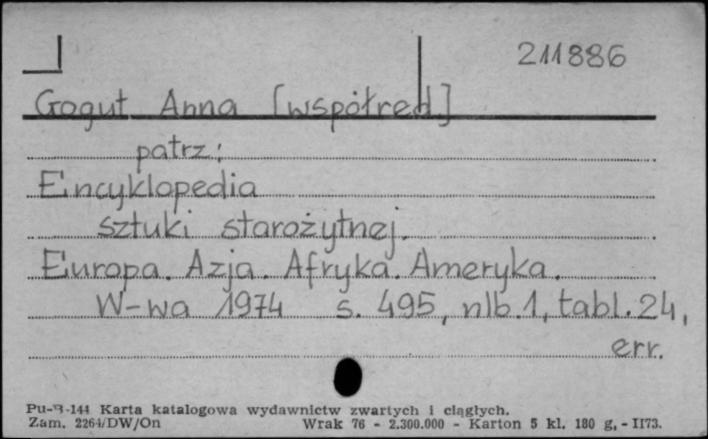 211886
Gogut Anna [współred]
patrz:
Encyklopedia
sztuki starożytnej.
Europa. Azja. Afryka. Ameryka.
W-wa 1974 s. 495, nlb. 1, tabl. 24,
err.
Pu-B-144 Karta katalogowa wydawnictw zwartych i ciągłych.
Zam. 2264/DW/On Wrak 76 - 2.300.000 - Karton 5 kl. 180 g, - II73.